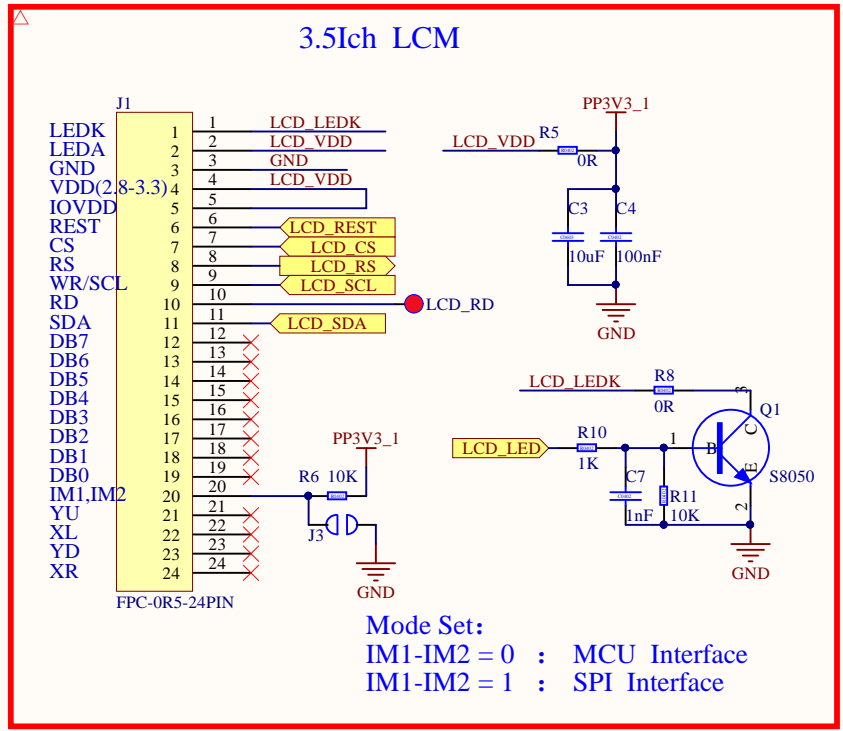 3.5Ich LCM
J1
LEDK 1 1 LCD_LEDK
LEDA 2 2 LCD_VDD
GND 3 3 GND
VDD(2.8-3.3) 4 4 LCD_VDD
IOVDD 5 5
REST 6 6 LCD_REST
CS 7 7 LCD_CS
RS 8 8 LCD_RS
WR/SCL 9 9 LCD_SCL
RD 10 10 LCD_RD
SDA 11 11 LCD_SDA
DB7 12 12
DB6 13 13
DB5 14 14
DB4 15 15
DB3 16 16
DB2 17 17
DB1 18 18
DB0 19 19
IM1,IM2 20 20
YU 21 21
XL 22 22
YD 23 23
XR 24 24
FPC-0R5-24PIN
PP3V3_1
R6 10K
J3
GND
PP3V3_1
LCD_VDD R5
0R
C3 C4
10uF 100nF
GND
LCD_LEDK R8
0R
3
Q1
LCD_LED R10
1K
1 B C E
S8050
C7
1nF
R11
10K
2
GND
Mode Set：
IM1-IM2 = 0 ： MCU Interface
IM1-IM2 = 1 ： SPI Interface